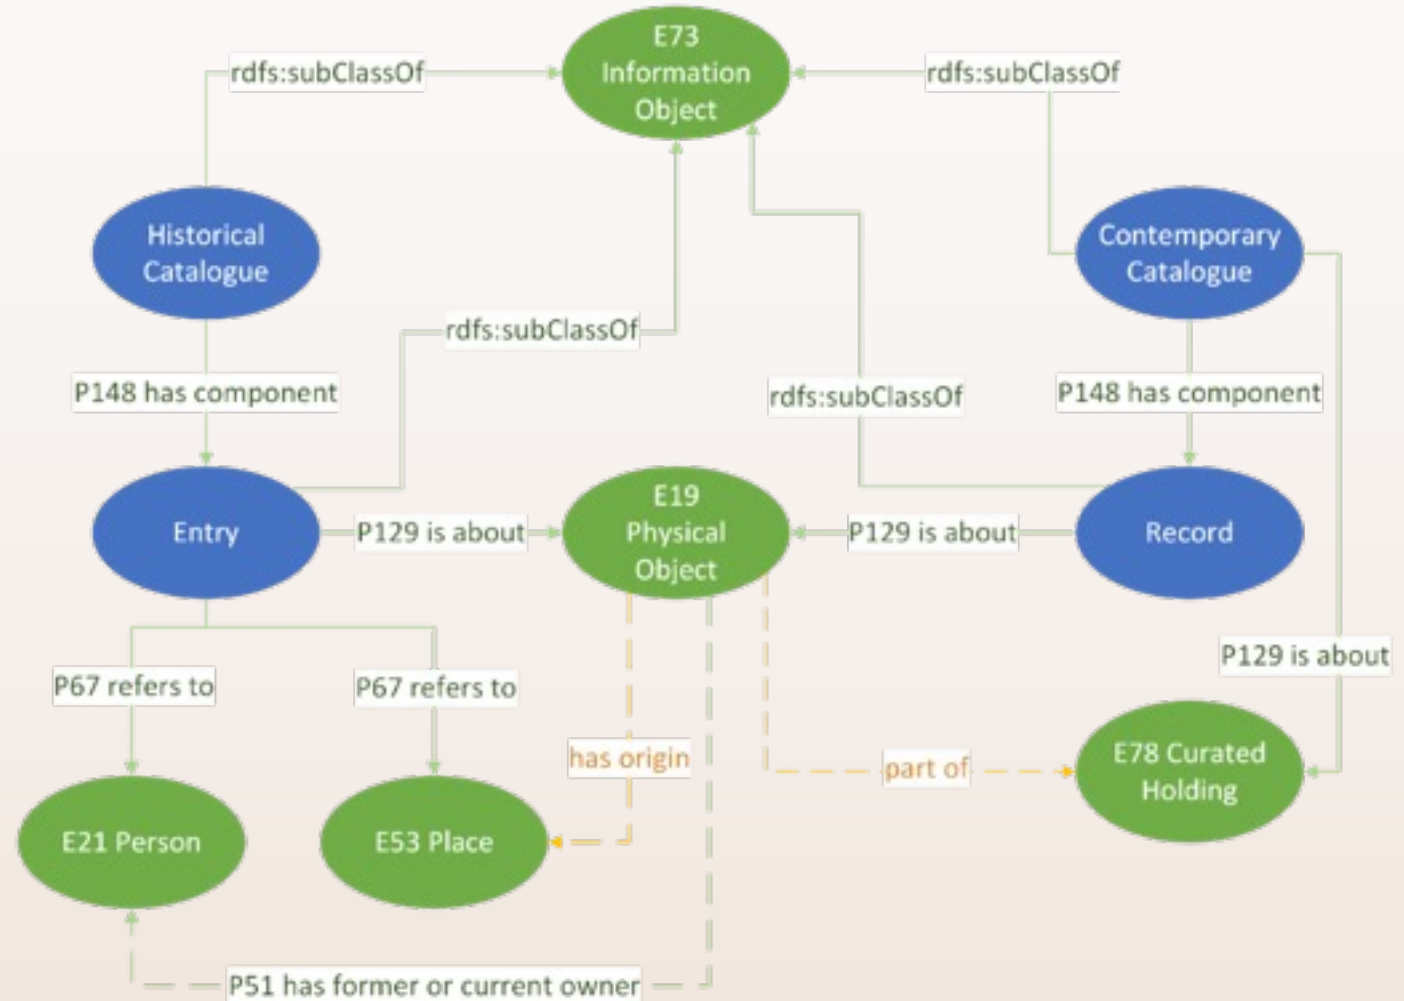 E73
Information
Object
rdfs:subClassOf
rdfs:subClassOf
Historical
Catalogue
Contemporary
Catalogue
rdfs:subClassOf
P148 has component
rdfs:subClassOf
P148 has component
Entry
P129 is about
E19
Physical
Object
P129 is about
Record
P67 refers to
P67 refers to
P129 is about
has origin
part of
E78 Curated
Holding
E21 Person
E53 Place
P51 has former or current owner